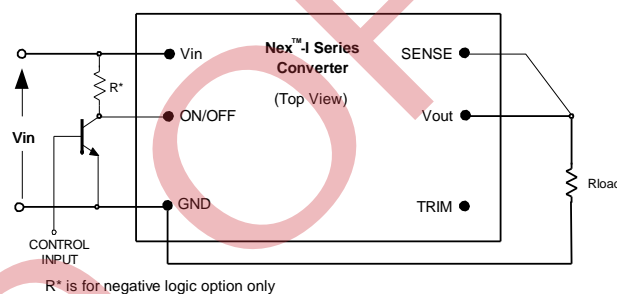 Nex™-I Series
Converter
(Top View)
Vin
SENSE
R*
ON/OFF
Vout
Vin
Rload
GND
TRIM
CONTROL
INPUT
R* is for negative logic option only